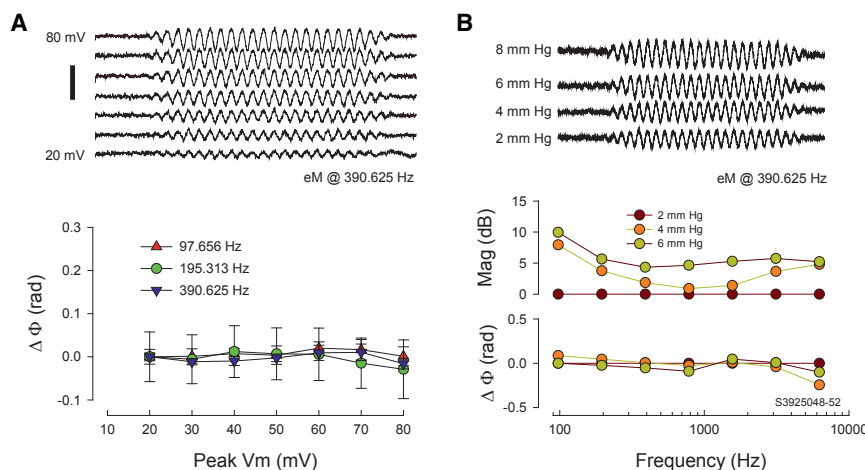 A
80 mV
20 mV
eM @ 390.625 Hz
0.3
0.2
0.1
0.0
-0.1
97.656 Hz
195.313 Hz
390.625 Hz
Δ Φ (rad)
10 20 30 40 50 60 70 80
Peak Vm (mV)
B
8 mm Hg
6 mm Hg
4 mm Hg
2 mm Hg
eM @ 390.625 Hz
15
10
5
0
Mag (dB)
2 mm Hg
4 mm Hg
6 mm Hg
0.5
0.0
-0.5
Δ Φ (rad)
S3925048-52
100 1000 10000
Frequency (Hz)